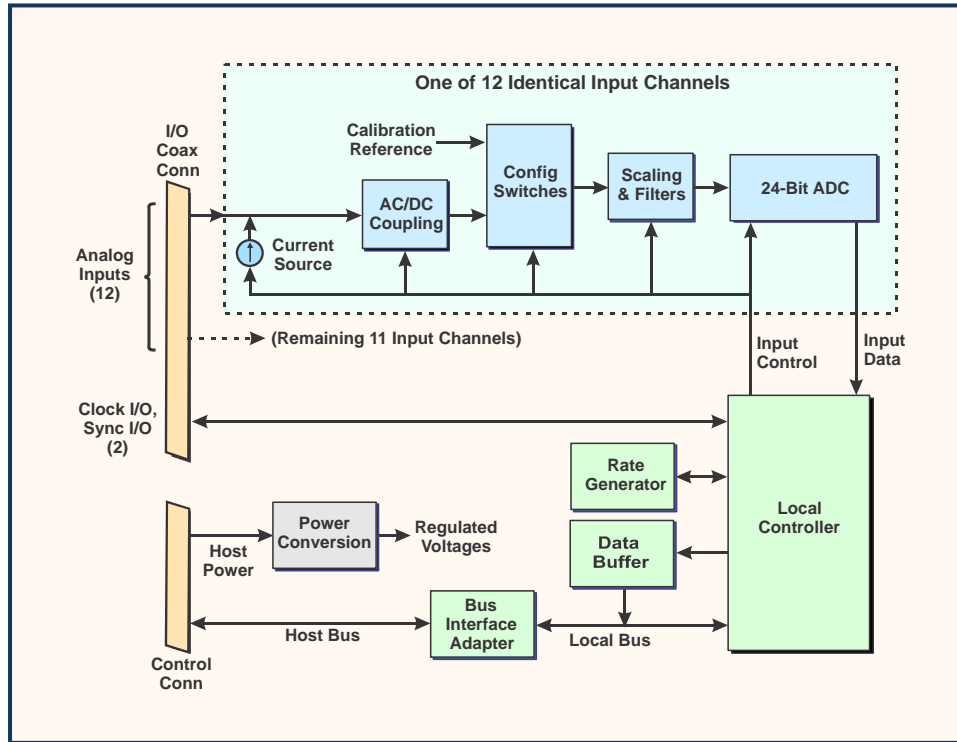 One of 12 Identical Input Channels
I/O
Coax
Conn
Calibration
Reference
Config
Switches
Scaling
& Filters
24-Bit ADC
AC/DC
Coupling
Current
Source
Analog
Inputs
(12)
(Remaining 11 Input Channels)
Input
Control
Input
Data
Clock I/O,
Sync I/O
(2)
Rate
Generator
Local
Controller
Power
Conversion
Regulated
Voltages
Host
Power
Data
Buffer
Bus
Interface
Adapter
Host Bus
Local Bus
Control
Conn